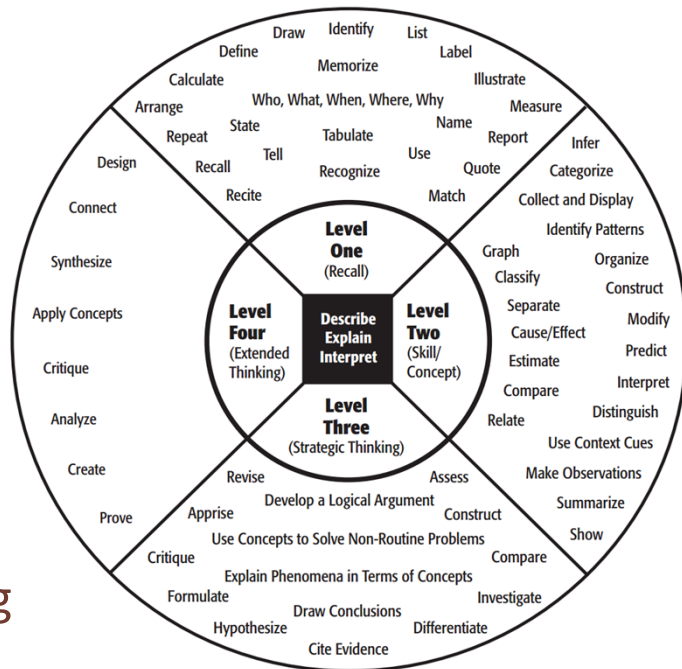 Draw
Identify
List
Define
Label
Memorize
Calculate
Illustrate
Who, What, When, Where, Why
Arrange
Measure
State
Name
Repeat
Tabulate
Report
Tell
Use
Recall
Recognize
Quote
Recite
Match
Level
One
(Recall)
Infer
Categorize
Collect and Display
Identify Patterns
Graph
Organize
Classify
Construct
Separate
Modify
Cause/Effect
Predict
Estimate
Interpret
Compare
Distinguish
Relate
Use Context Cues
Make Observations
Summarize
Show
Level
Two
(Skill/
Concept)
Describe
Explain
Interpret
Level
Three
(Strategic Thinking)
Revise
Assess
Develop a Logical Argument
Apprise
Construct
Use Concepts to Solve Non-Routine Problems
Critique
Compare
Explain Phenomena in Terms of Concepts
Formulate
Investigate
Draw Conclusions
Hypothesize
Differentiate
Cite Evidence
Level
Four
(Extended
Thinking)
Design
Connect
Synthesize
Apply Concepts
Critique
Analyze
Create
Prove
g